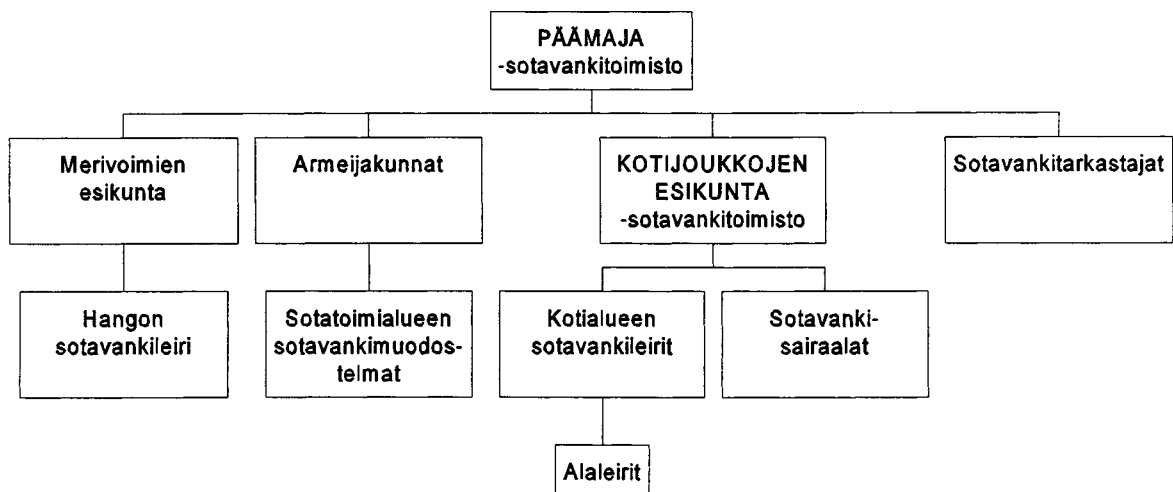 PÄÄMAJA
-sotavankitoimisto
Merivoimien
esikunta
Armeijakunnat
KOTIJOUKKOJEN
ESIKUNTA
-sotavankitoimisto
Sotavankitarkastajat
Hangon
sotavankileiri
Sotatoimialueen
sotavankimuodos-
telmat
Kotialueen
sotavankileirit
Sotavanki-
sairaalat
Alaleirit